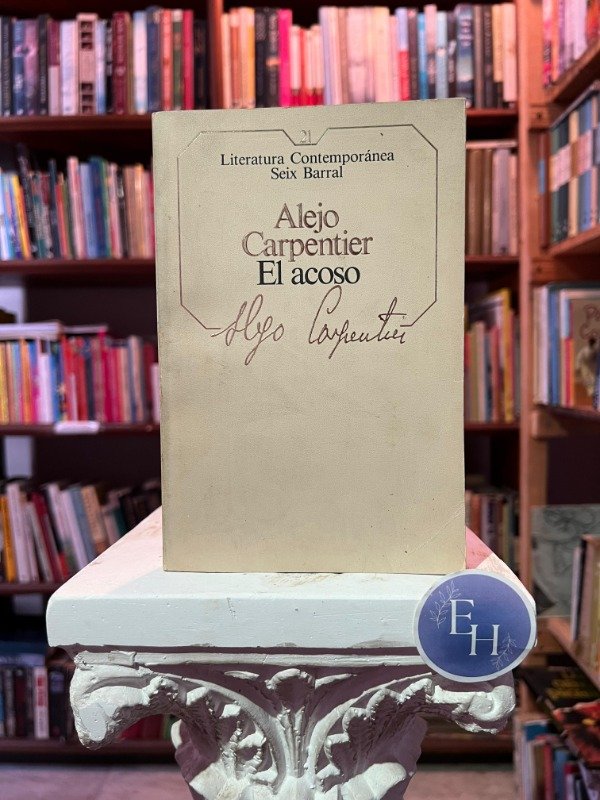 21
Literatura Contemporánea
Seix Barral
Alejo
Carpentier
El acoso
Alejo Carpentier
EH